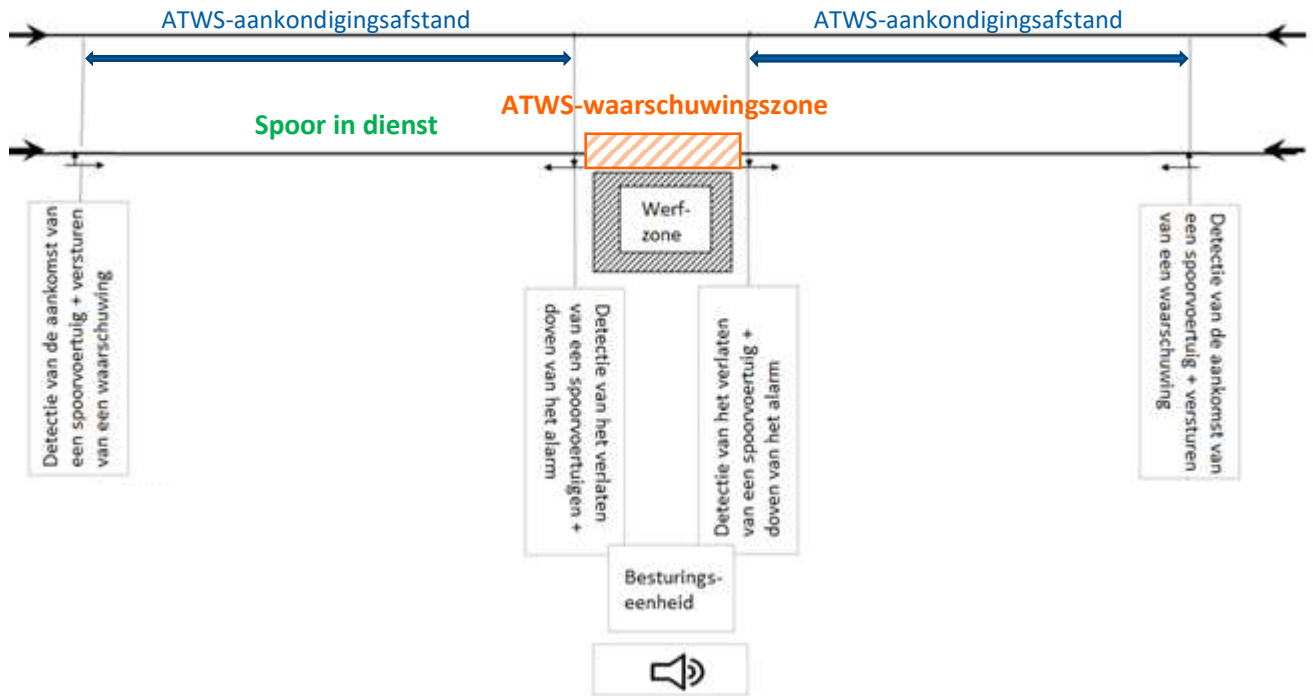 ATWS-aankondigingsafstand
ATWS-aankondigingsafstand
ATWS-waarschuwingszone
Spoor in dienst
Werf-
zone
Detectie van de aankomst van
een spoorvoertuig + versturen
van een waarschuwing
Detectie van het verlaten
van een spoorvoertuigen +
doven van het alarm
Detectie van het verlaten
van een spoorvoertuig +
doven van het alarm
Detectie van de aankomst van
een spoorvoertuig + versturen
van een waarschuwing
Besturings-
eenheid